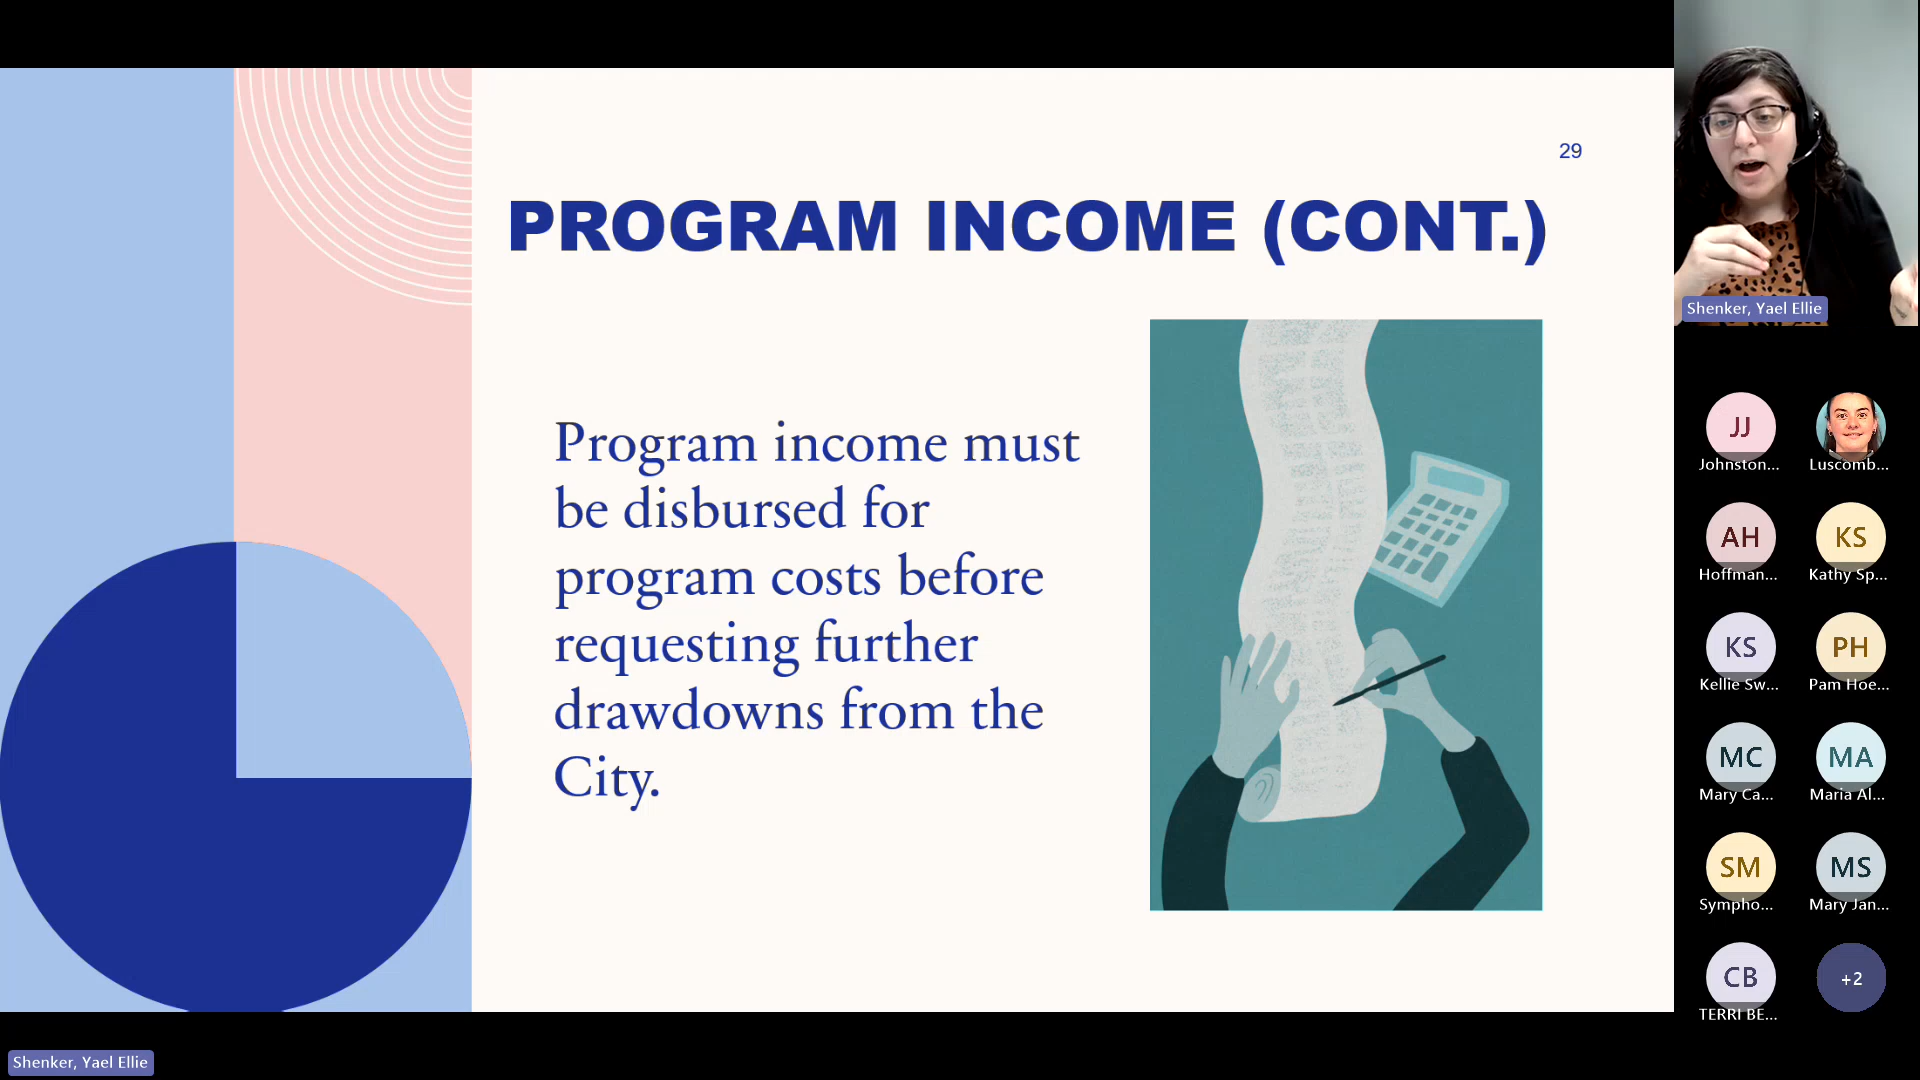 29
PROGRAM INCOME (CONT.)
Program income must
be disbursed for
program costs before
requesting further
drawdowns from the
City.
Shenker, Yael Ellie
JJ
Johnston...
Luscomb...
AH
Hoffman...
KS
Kathy Sp...
KS
Kellie Sw...
PH
Pam Hoe...
MC
Mary Ca...
MA
Maria Al...
SM
Sympho...
MS
Mary Jan...
CB
TERRI BE...
+2
Shenker, Yael Ellie